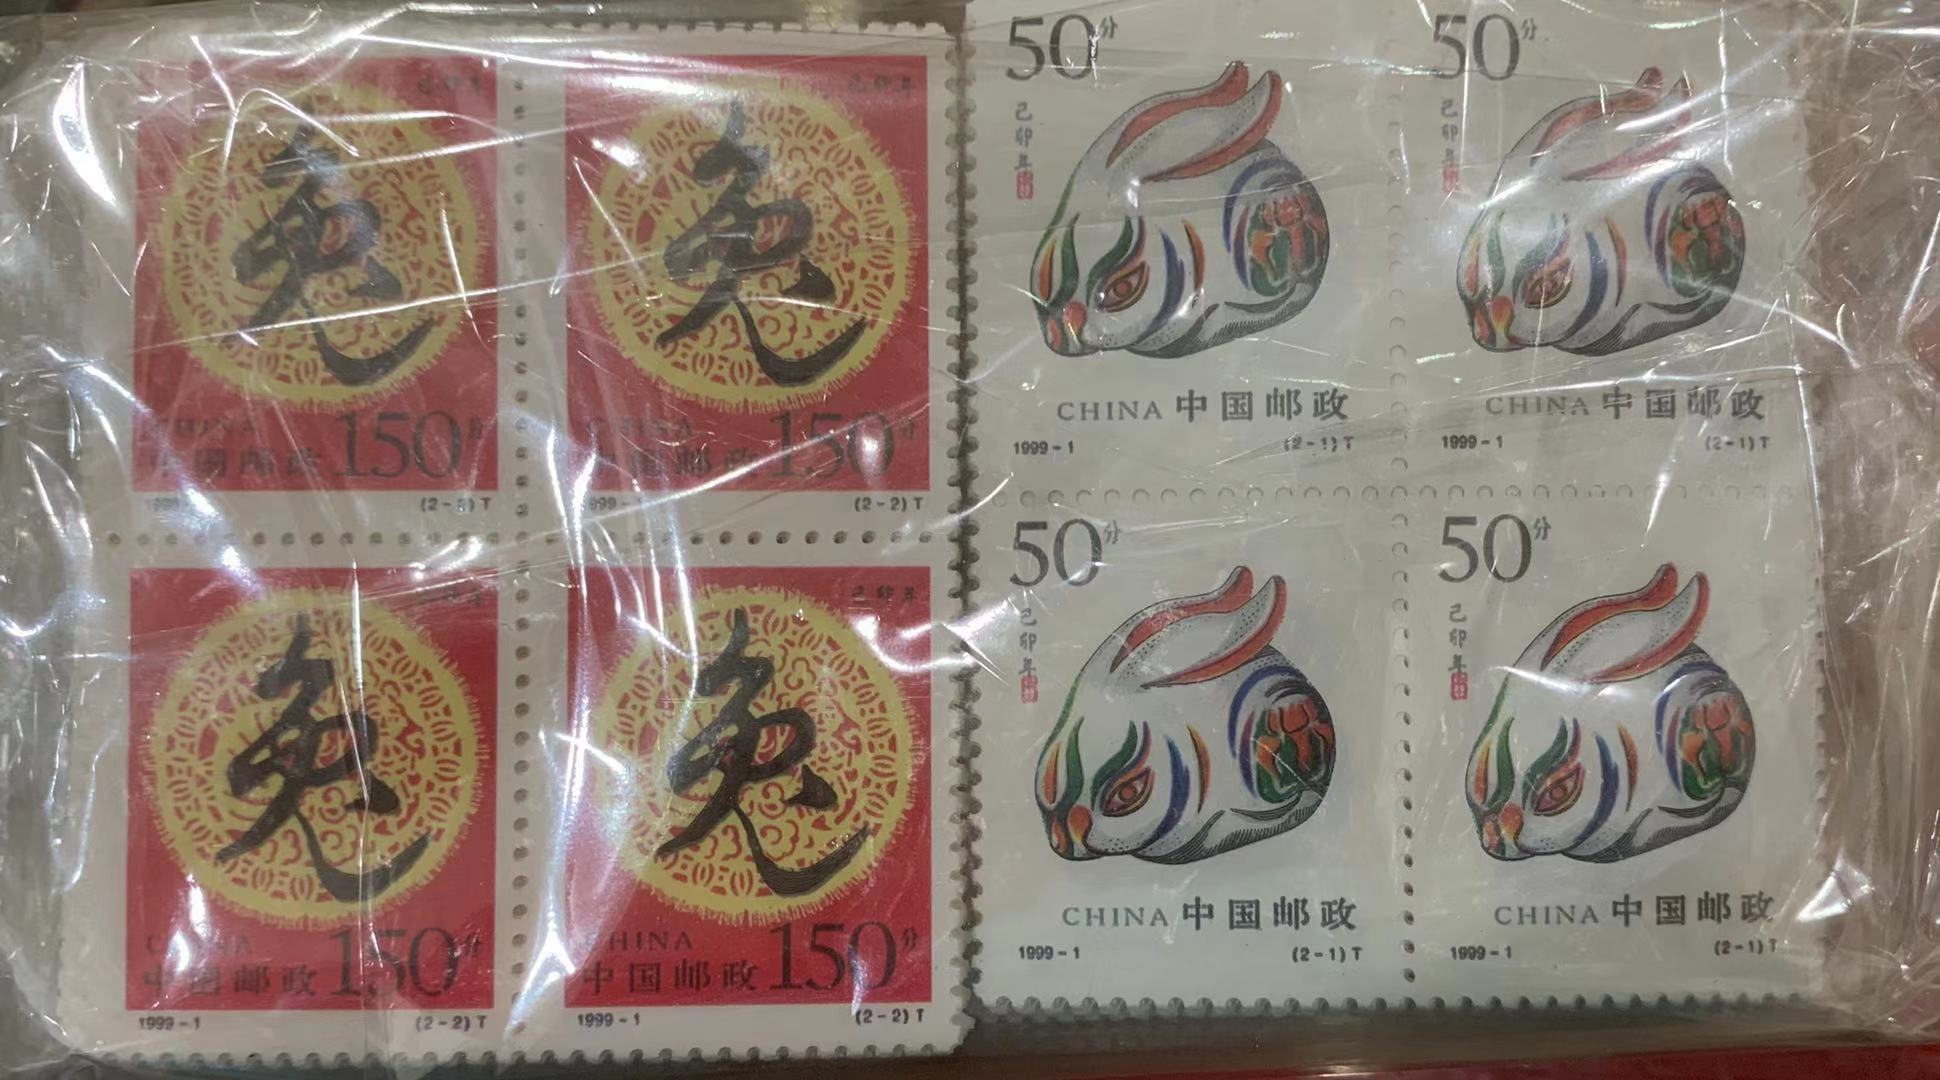 己卯年
兔
CHINA
中国邮政 150分
1999-1 (2-2) T
己卯年
兔
CHINA
中国邮政 150分
1999-1 (2-2) T
50分
己卯年
CHINA 中国邮政
1999-1 (2-1) T
50分
己卯年
CHINA 中国邮政
1999-1 (2-1) T
兔
CHINA
中国邮政 150分
1999-1 (2-2) T
己卯年
兔
CHINA
中国邮政 150分
1999-1 (2-2) T
50分
己卯年
CHINA 中国邮政
1999-1 (2-1) T
50分
己卯年
CHINA 中国邮政
1999-1 (2-1) T